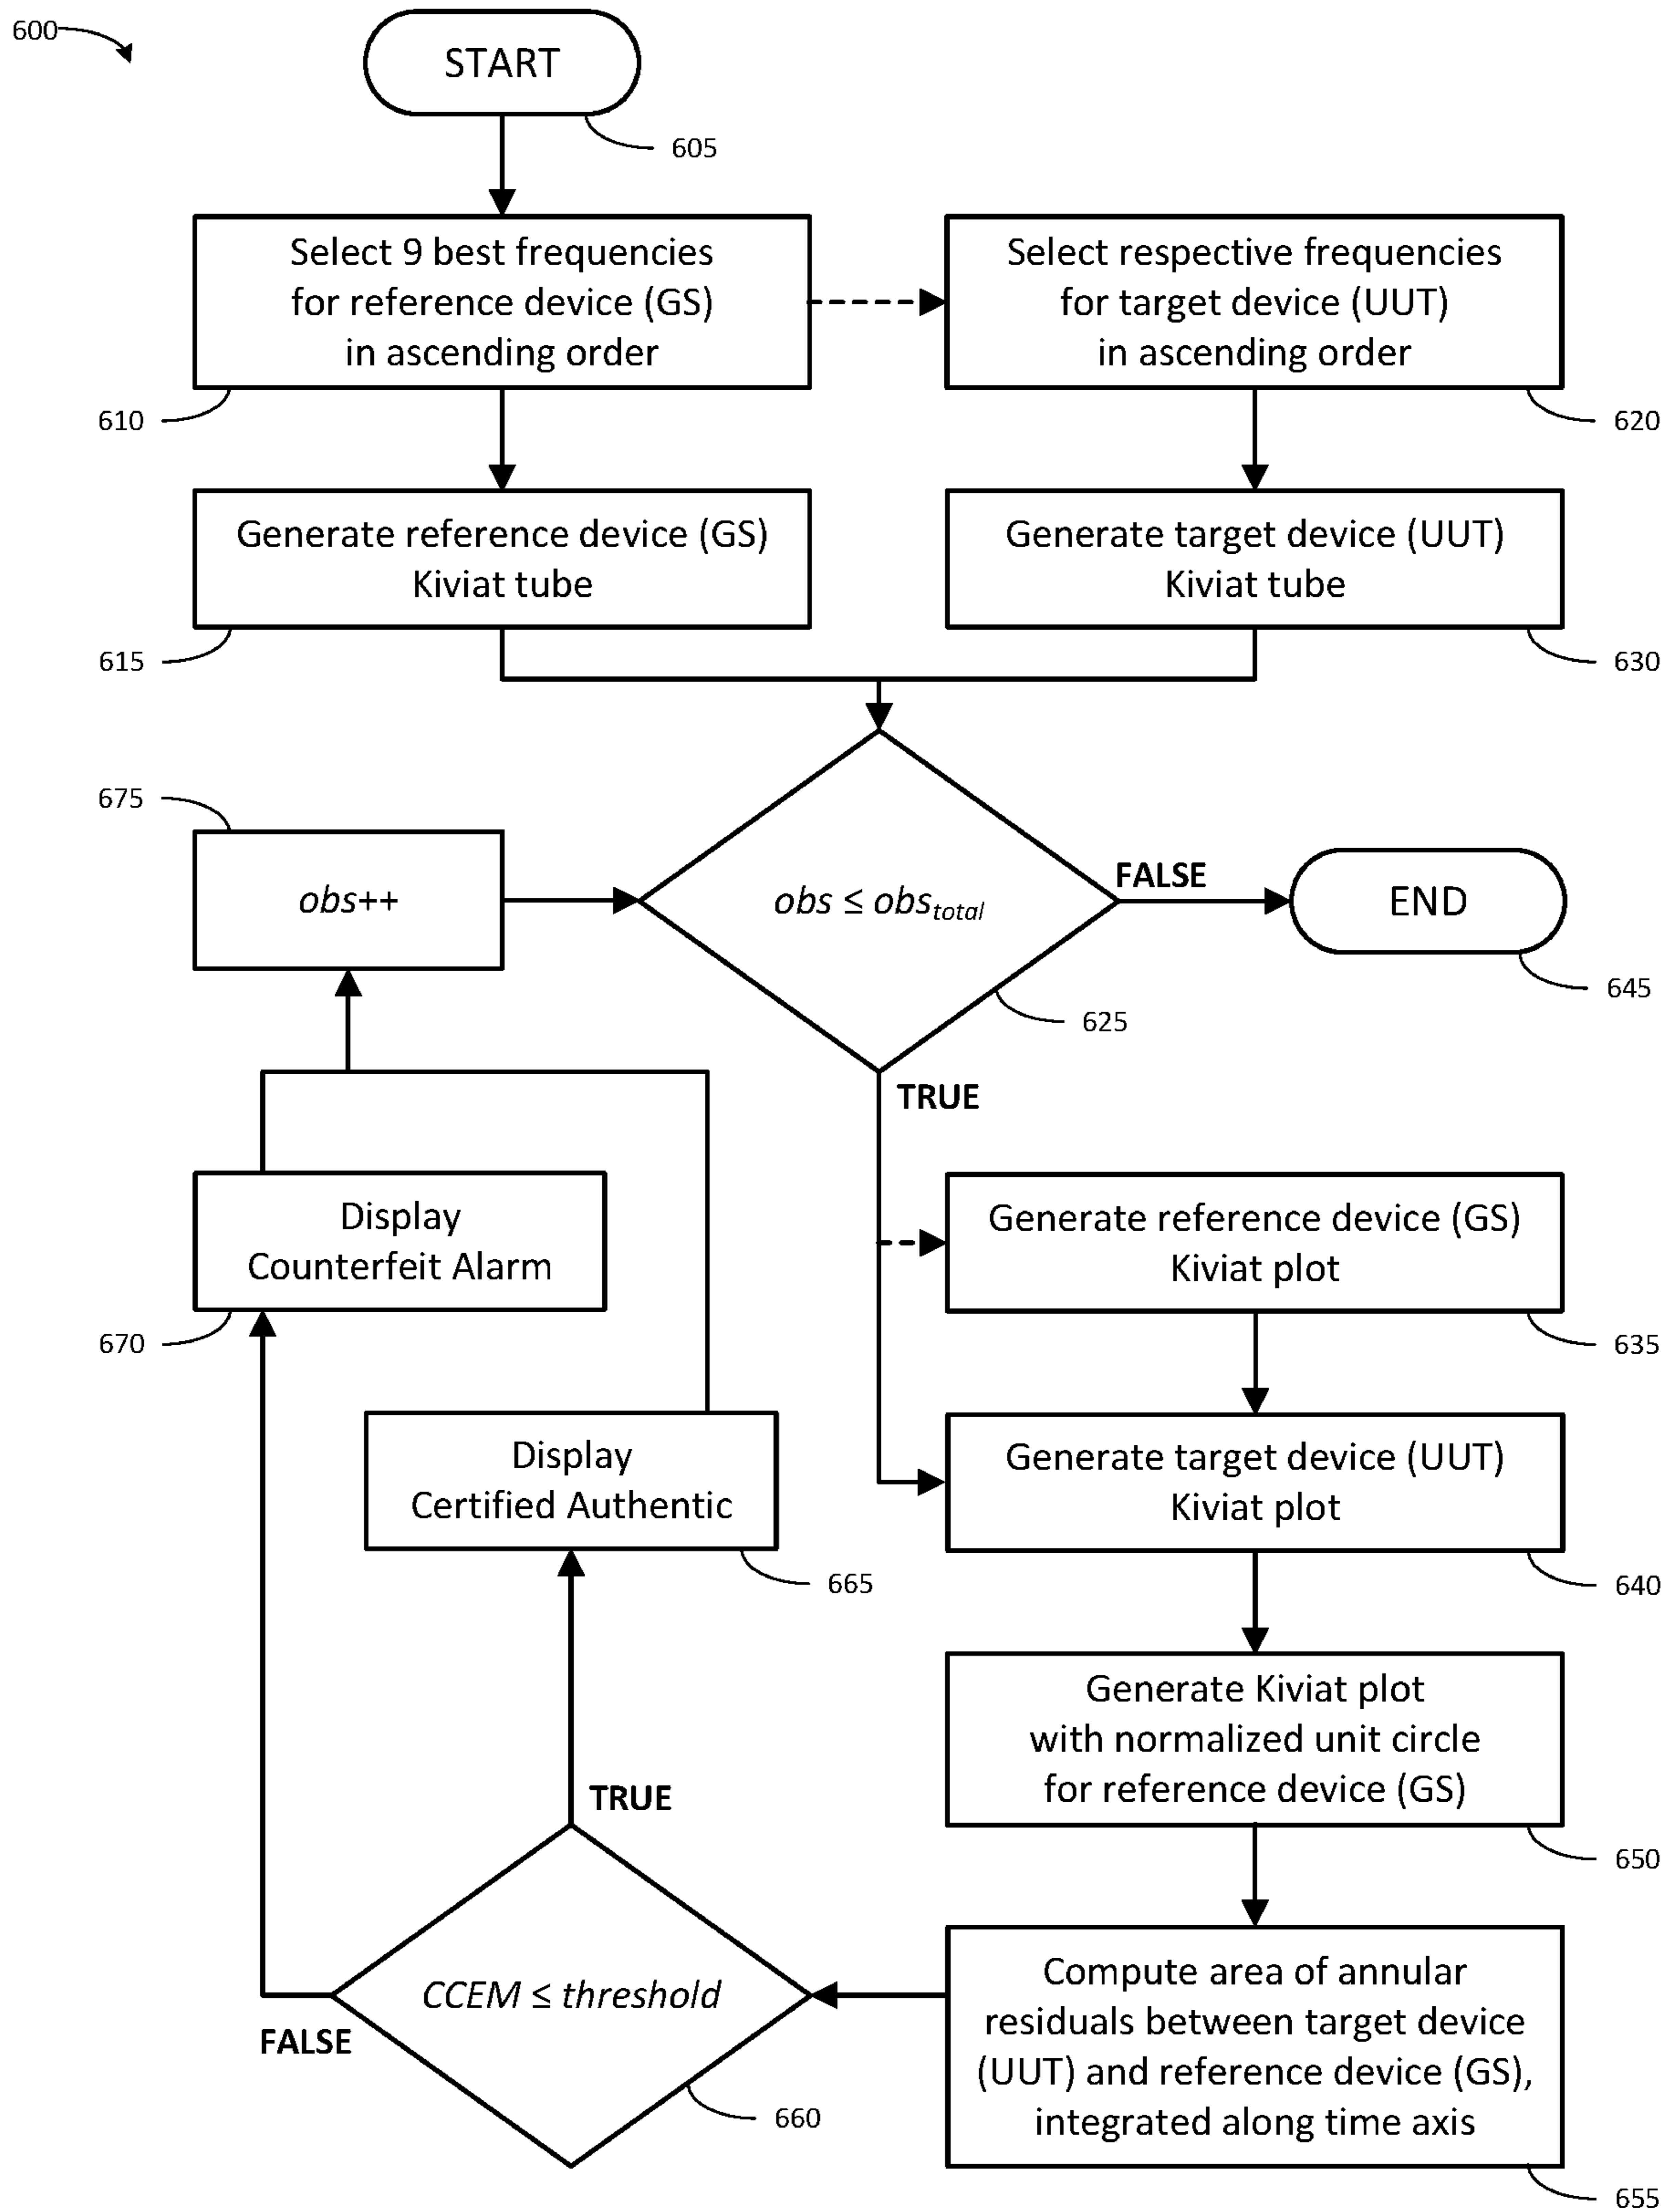 600
START
605
Select 9 best frequencies
for reference device (GS)
in ascending order
610
Select respective frequencies
for target device (UUT)
in ascending order
620
Generate reference device (GS)
Kiviat tube
615
Generate target device (UUT)
Kiviat tube
630
675
obs++
obs ≤ obstotal
FALSE
END
645
625
TRUE
Display
Counterfeit Alarm
670
Generate reference device (GS)
Kiviat plot
635
Display
Certified Authentic
665
Generate target device (UUT)
Kiviat plot
640
Generate Kiviat plot
with normalized unit circle
for reference device (GS)
650
TRUE
CCEM ≤ threshold
FALSE
660
Compute area of annular
residuals between target device
(UUT) and reference device (GS),
integrated along time axis
655